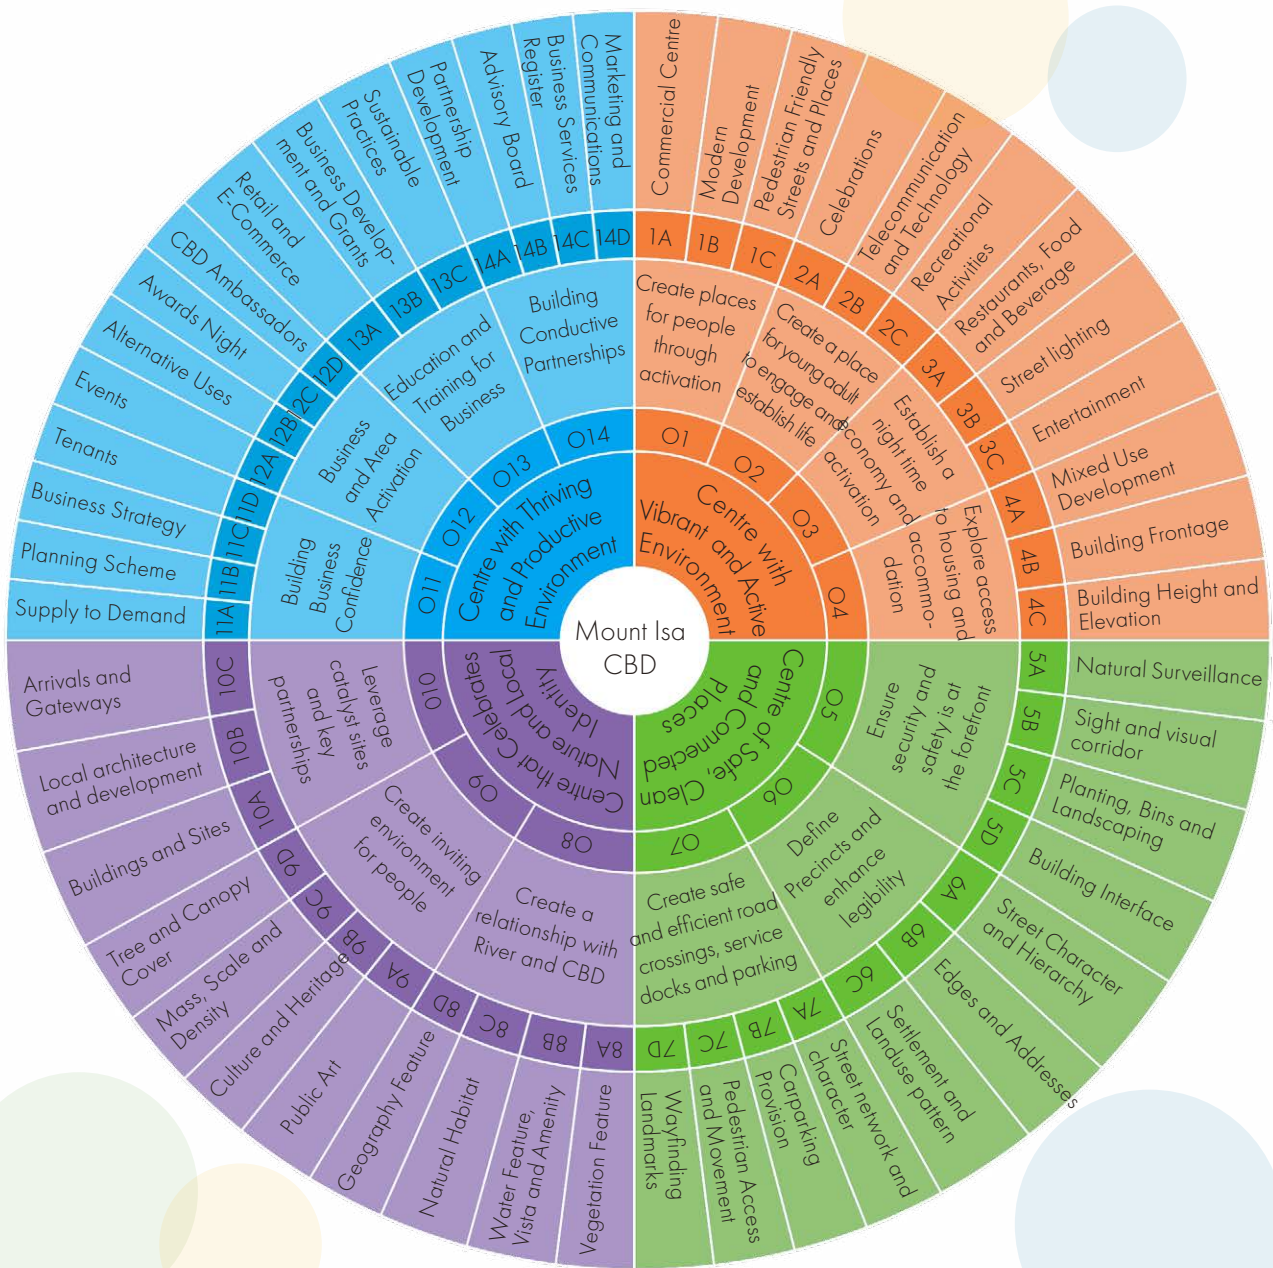 Mount Isa
CBD
Centre with
Vibrant and Active
Environment
O1
O2
O3
O4
Create places
for people
through
activation
Create a place
for young adult
to engage and
establish life
Establish a
night time
economy and
activation
Explore access
to housing and
accommo-
dation
1A
1B
1C
2A
2B
2C
3A
3B
3C
4A
4B
4C
Commercial Centre
Modern
Development
Pedestrian Friendly
Streets and Places
Celebrations
Telecommunication
and Technology
Recreational
Activities
Restaurants, Food
and Beverage
Street lighting
Entertainment
Mixed Use
Development
Building Frontage
Building Height and
Elevation
Centre of Safe, Clean
and Connected
Places
O5
O6
O7
Ensure
security and
safety is at
the forefront
Define
Precincts and
enhance
legibility
Create safe
and efficient road
crossings, service
docks and parking
5A
5B
5C
5D
6A
6B
6C
7A
7B
7C
7D
Natural Surveillance
Sight and visual
corridor
Planting, Bins and
Landscaping
Building Interface
Street Character
and Hierarchy
Edges and Addresses
Settlement and
Landuse pattern
Street network and
character
Carparking
Provision
Pedestrian Access
and Movement
Wayfinding
Landmarks
Centre that Celebrates
Nature and Local
Identity
O8
O9
O10
Create a
relationship with
River and CBD
Create inviting
environment
for people
Leverage
catalyst sites
and key
partnerships
8A
8B
8C
8D
9A
9B
9C
9D
10A
10B
10C
Vegetation Feature
Water Feature,
Vista and Amenity
Natural Habitat
Geography Feature
Public Art
Culture and Heritage
Mass, Scale and
Density
Tree and Canopy
Cover
Buildings and Sites
Local architecture
and development
Arrivals and
Gateways
Centre with Thriving
and Productive
Environment
O11
O12
O13
O14
Building
Business
Confidence
Business
and Area
Activation
Education and
Training for
Business
Building
Conductive
Partnerships
11A
11B
11C
11D
12A
12B
12C
12D
13A
13B
13C
14A
14B
14C
14D
Supply to Demand
Planning Scheme
Business Strategy
Tenants
Events
Alternative Uses
Awards Night
CBD Ambassadors
Retail and
E-Commerce
Business Develop-
ment and Grants
Sustainable
Practices
Partnership
Development
Advisory Board
Business Services
Register
Marketing and
Communications